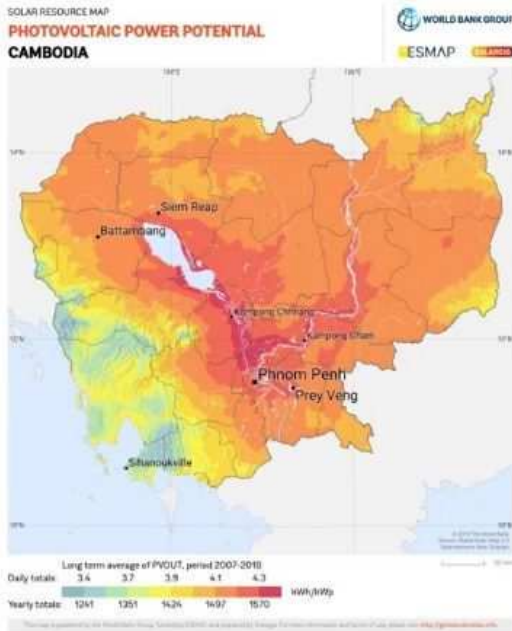 SOLAR RESOURCE MAP
PHOTOVOLTAIC POWER POTENTIAL
CAMBODIA
WORLD BANK GROUP
ESMAP
SOLARGIS
Siem Reap
Battambang
Kampong Chhnang
Kampong Cham
Phnom Penh
Prey Veng
Sihanoukville
Long term average of PVOUT, period 2007-2018
Daily totals: 3.4 3.7 3.9 4.1 4.3
kWh/kWp
Yearly totals: 1241 1351 1424 1497 1570